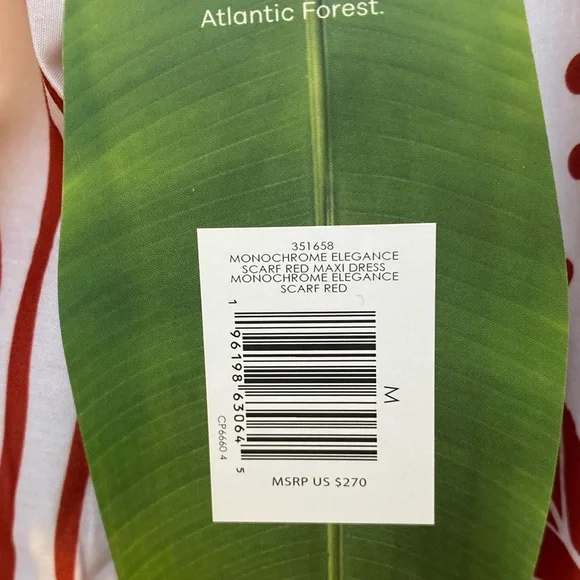 Atlantic Forest.
351658
MONOCHROME ELEGANCE
SCARF RED MAXI DRESS
MONOCHROME ELEGANCE
SCARF RED
1 96198 63064 5
M
CP6660 4
MSRP US $270